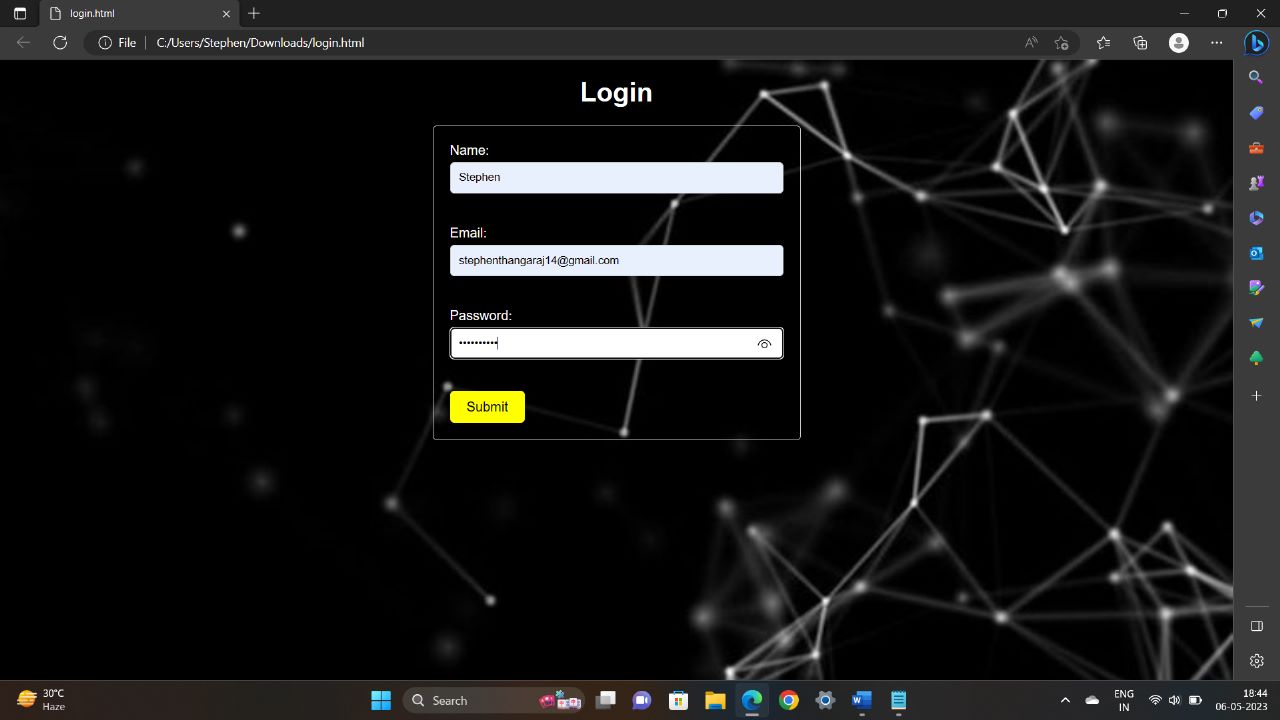 login.html
File
C:/Users/Stephen/Downloads/login.html
Login
Name:
Stephen
Email:
stephenthangaraj14@gmail.com
Password:
••••••••••
Submit
30°C
Haze
Search
ENG
IN
18:44
06-05-2023